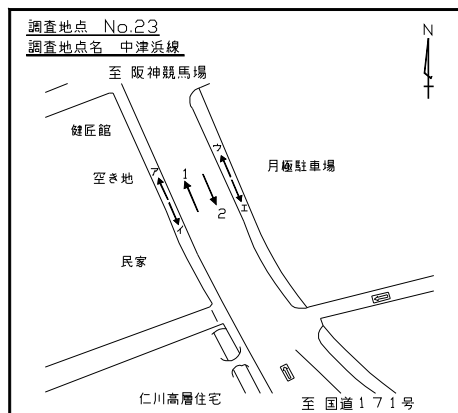 調査地点 No.23
調査地点名 中津浜線
N
至 阪神競馬場
健匠館
ウ
月極駐車場
ア
空き地
1
エ
2
イ
民家
仁川高層住宅
至 国道171号